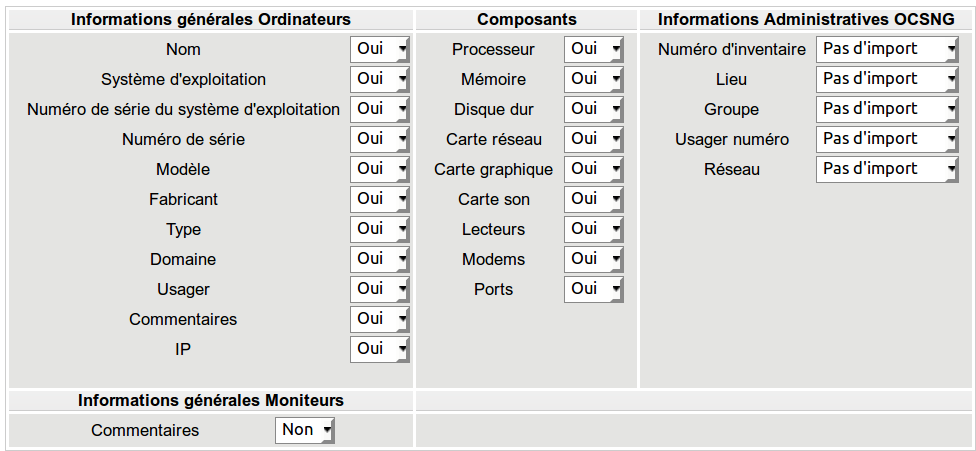 Informations générales Ordinateurs Composants Informations Administratives OCSNG
Nom Oui Processeur Oui Numéro d'inventaire Pas d'import
Système d'exploitation Oui Mémoire Oui Lieu Pas d'import
Numéro de série du système d'exploitation Oui Disque dur Oui Groupe Pas d'import
Numéro de série Oui Carte réseau Oui Usager numéro Pas d'import
Modèle Oui Carte graphique Oui Réseau Pas d'import
Fabricant Oui Carte son Oui
Type Oui Lecteurs Oui
Domaine Oui Modems Oui
Usager Oui Ports Oui
Commentaires Oui
IP Oui
Informations générales Moniteurs
Commentaires Non